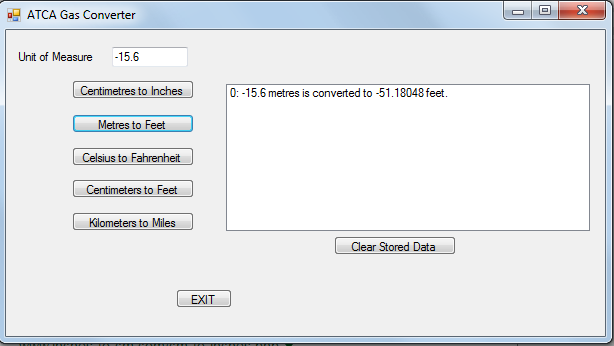 ATCA Gas Converter
Unit of Measure -15.6
Centimetres to Inches
0: -15.6 metres is converted to -51.18048 feet.
Metres to Feet
Celsius to Fahrenheit
Centimeters to Feet
Kilometers to Miles
Clear Stored Data
EXIT